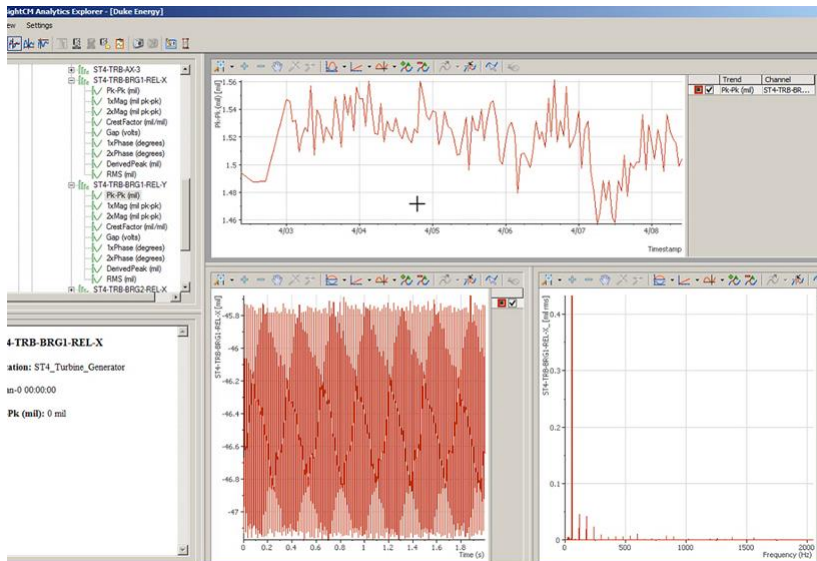 ightCM Analytics Explorer - [Duke Energy]
ew Settings
ST4-TRB-AX-3
ST4-TRB-BRG1-REL-X
Pk-Pk (mil)
1xMag (mil pk-pk)
2xMag (mil pk-pk)
CrestFactor (mil/mil)
Gap (volts)
1xPhase (degrees)
2xPhase (degrees)
DerivedPeak (mil)
RMS (mil)
ST4-TRB-BRG1-REL-Y
Pk-Pk (mil)
1xMag (mil pk-pk)
2xMag (mil pk-pk)
CrestFactor (mil/mil)
Gap (volts)
1xPhase (degrees)
2xPhase (degrees)
DerivedPeak (mil)
RMS (mil)
ST4-TRB-BRG2-REL-X
4-TRB-BRG1-REL-X
ation: ST4_Turbine_Generator
an-0 00:00:00
Pk (mil): 0 mil
Pk-Pk (mil) [mil]
1.56
1.54
1.52
1.5
1.48
1.46
4/03 4/04 4/05 4/06 4/07 4/08
Timestamp
Trend Channel
Pk-Pk (mil) ST4-TRB-BR...
ST4-TRB-BRG1-REL-X [mil]
-45.8
-46
-46.2
-46.4
-46.6
-46.8
-47
0 0.2 0.4 0.6 0.8 1 1.2 1.4 1.6 1.8
Time (s)
ST4-TRB-BRG1-REL-X_ [mil rms]
0.4
0.3
0.2
0.1
0
0 500 1000 1500 2000
Frequency (Hz)